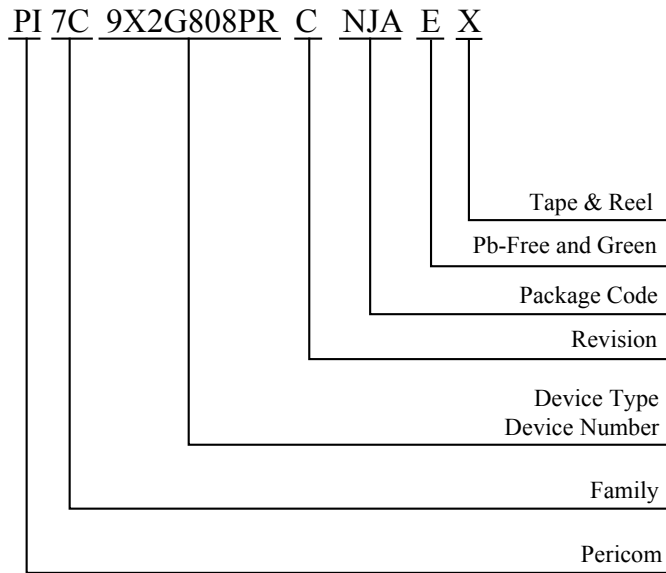 PI 7C 9X2G808PR C NJA E X
Tape & Reel
Pb-Free and Green
Package Code
Revision
Device Type
Device Number
Family
Pericom